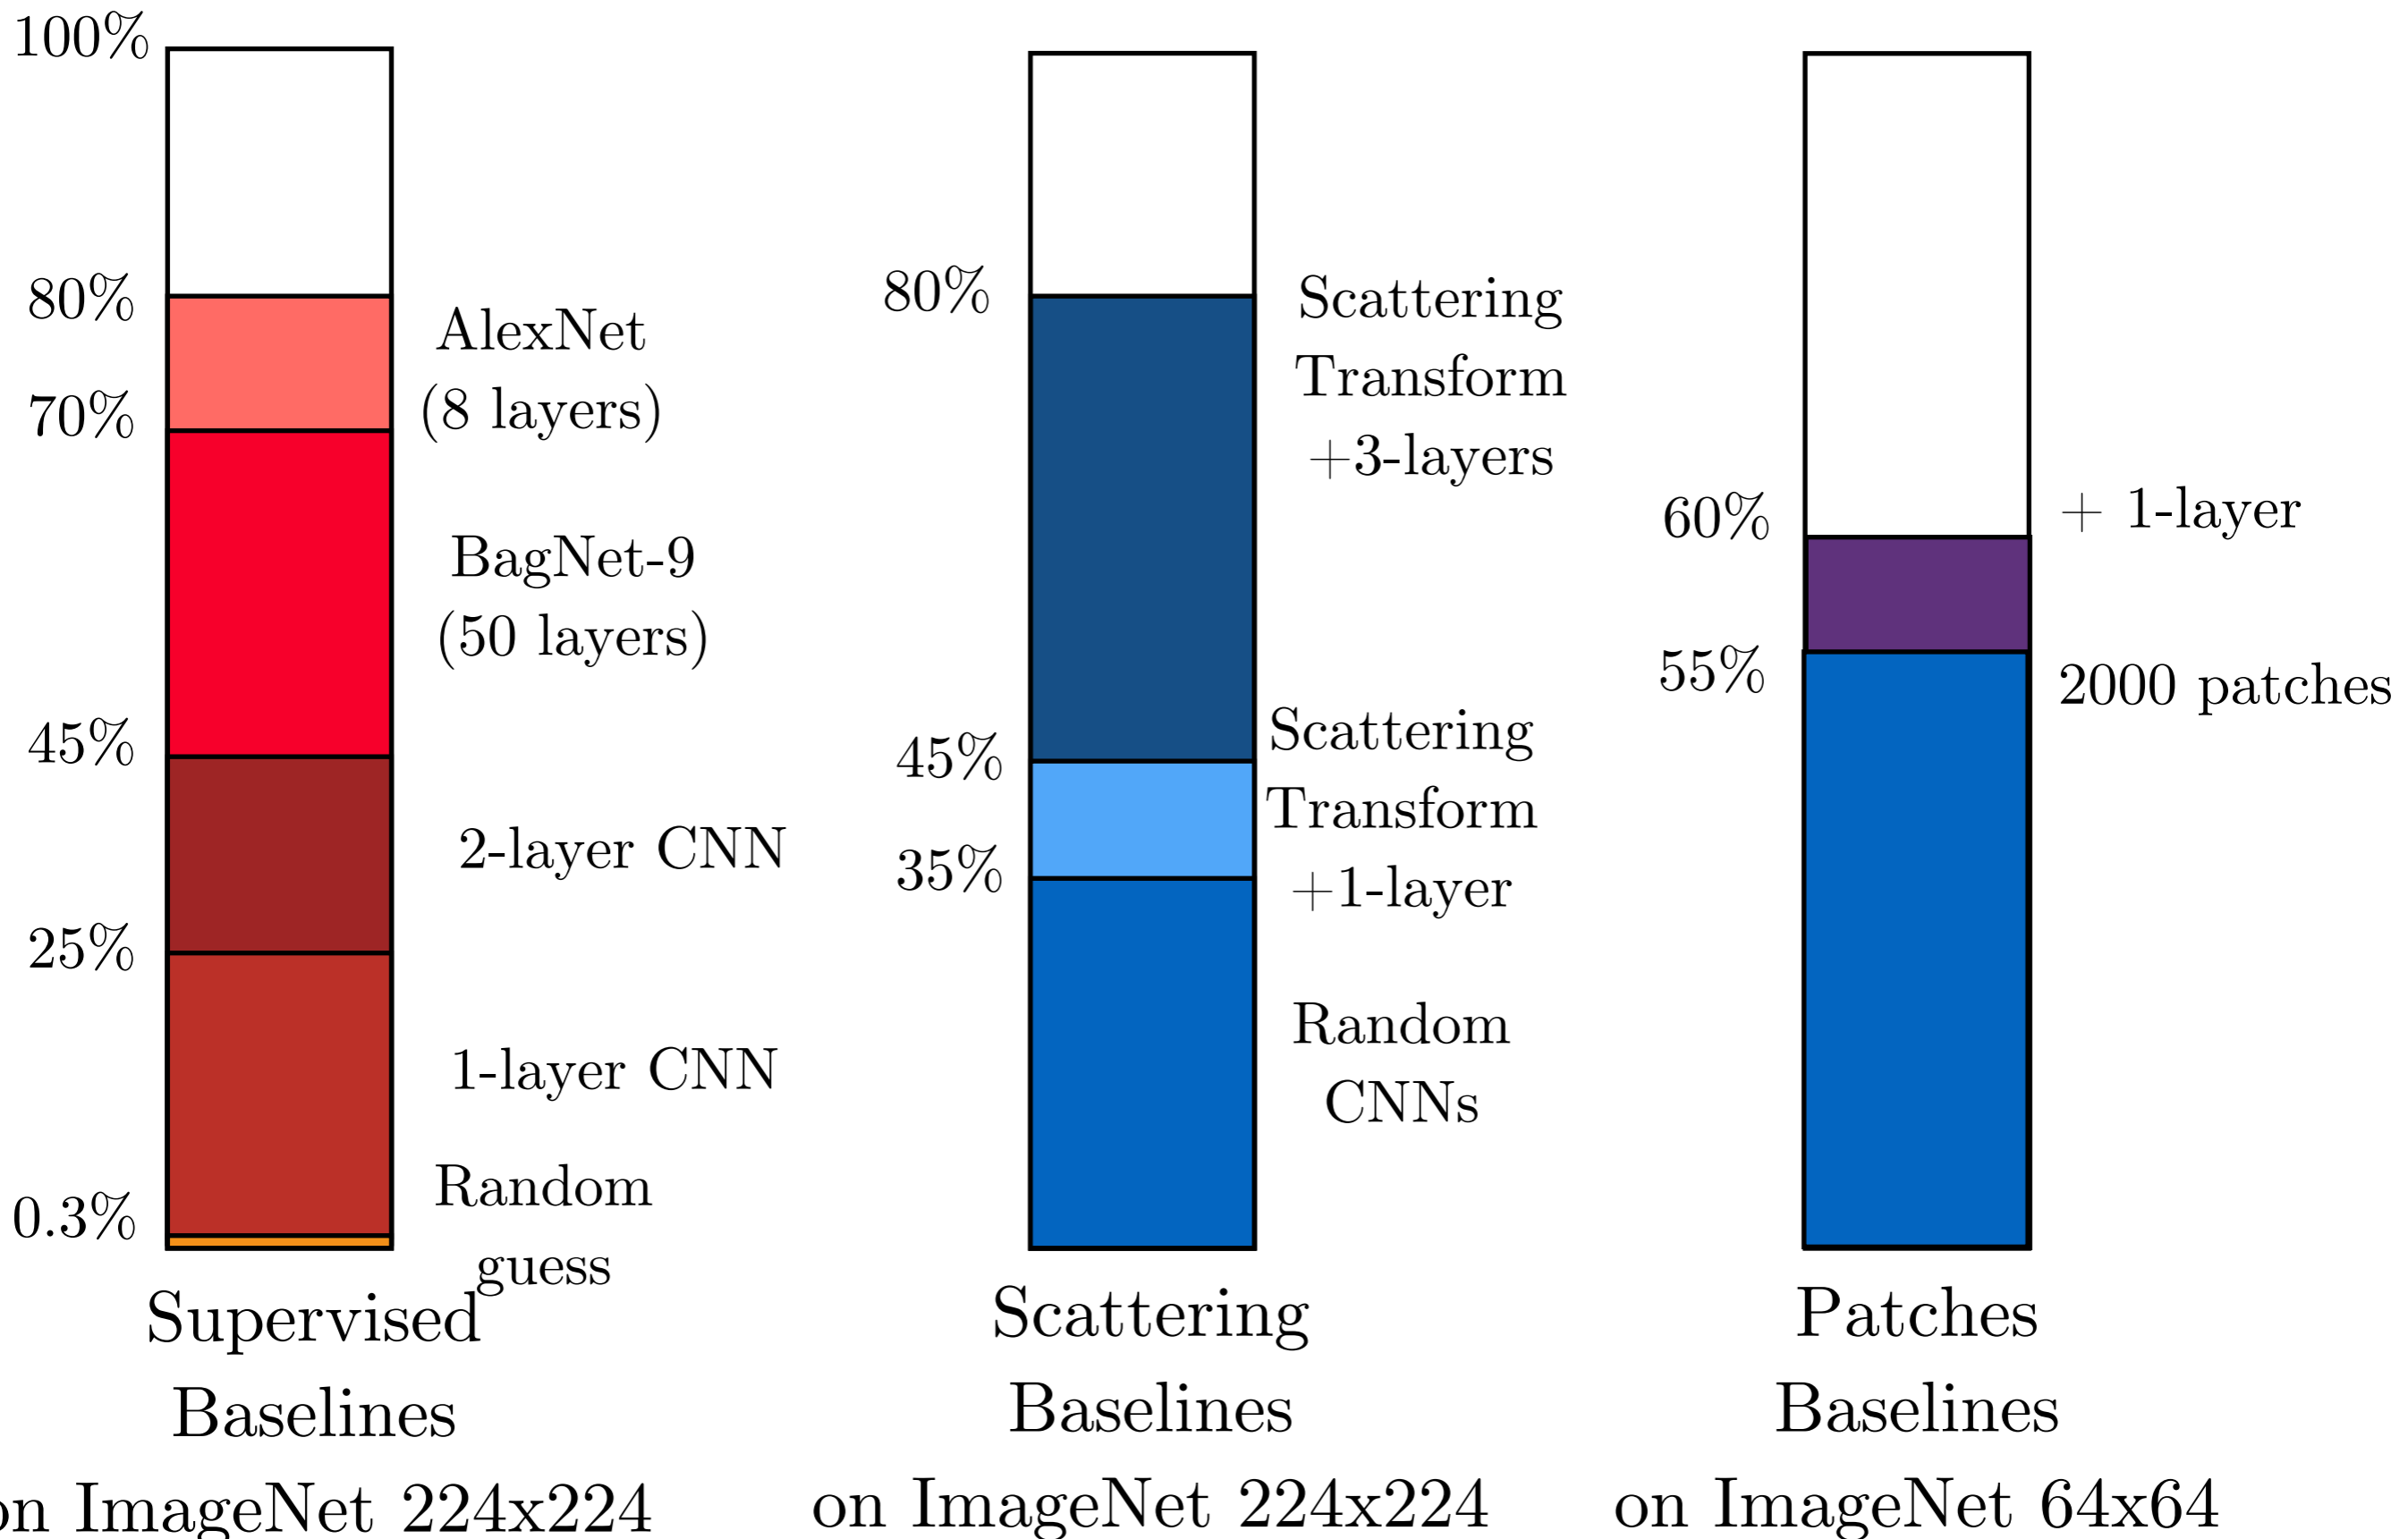 100%
80%
70%
45%
25%
0.3%
AlexNet
(8 layers)
BagNet-9
(50 layers)
2-layer CNN
1-layer CNN
Random
guess
Supervised
Baselines
on ImageNet 224x224
80%
45%
35%
Scattering
Transform
+3-layers
Scattering
Transform
+1-layer
Random
CNNs
Scattering
Baselines
on ImageNet 224x224
60%
55%
+ 1-layer
2000 patches
Patches
Baselines
on ImageNet 64x64